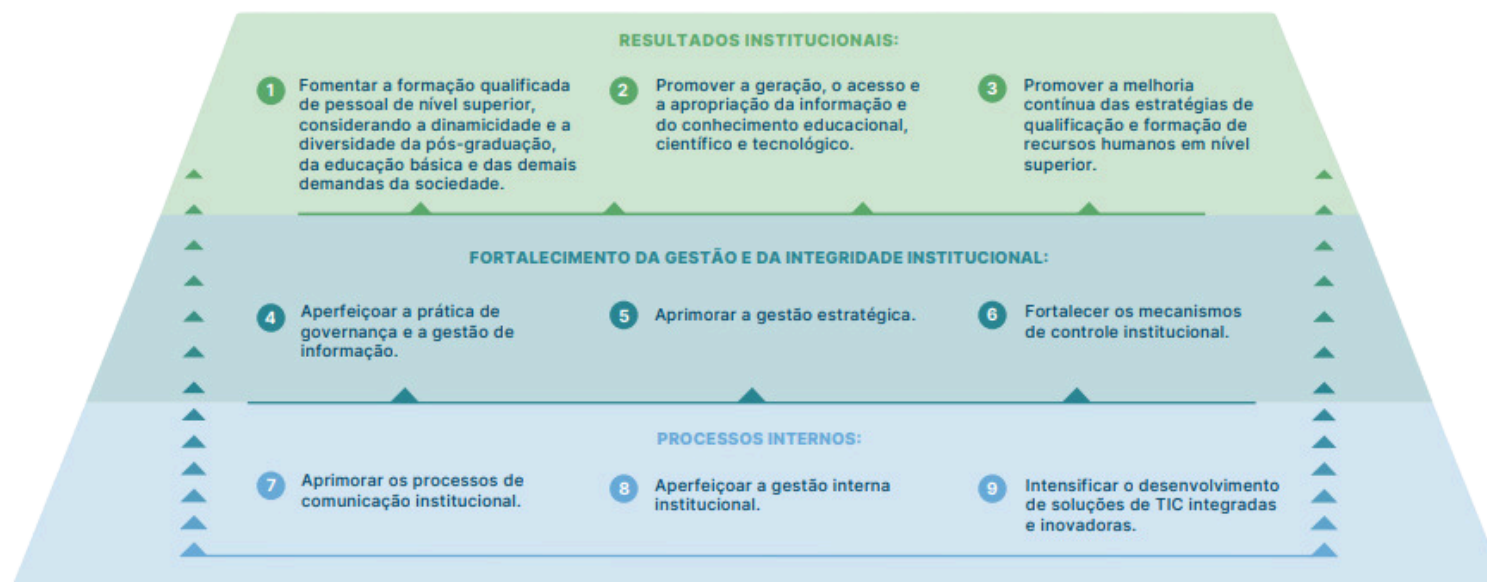 RESULTADOS INSTITUCIONAIS:
1
Fomentar a formação qualificada
de pessoal de nível superior,
considerando a dinamicidade e a
diversidade da pós-graduação,
da educação básica e das demais
demandas da sociedade.
2
Promover a geração, o acesso e
a apropriação da informação e
do conhecimento educacional,
científico e tecnológico.
3
Promover a melhoria
contínua das estratégias de
qualificação e formação de
recursos humanos em nível
superior.
FORTALECIMENTO DA GESTÃO E DA INTEGRIDADE INSTITUCIONAL:
4
Aperfeiçoar a prática de
governança e a gestão de
informação.
5
Aprimorar a gestão estratégica.
6
Fortalecer os mecanismos
de controle institucional.
PROCESSOS INTERNOS:
7
Aprimorar os processos de
comunicação institucional.
8
Aperfeiçoar a gestão interna
institucional.
9
Intensificar o desenvolvimento
de soluções de TIC integradas
e inovadoras.